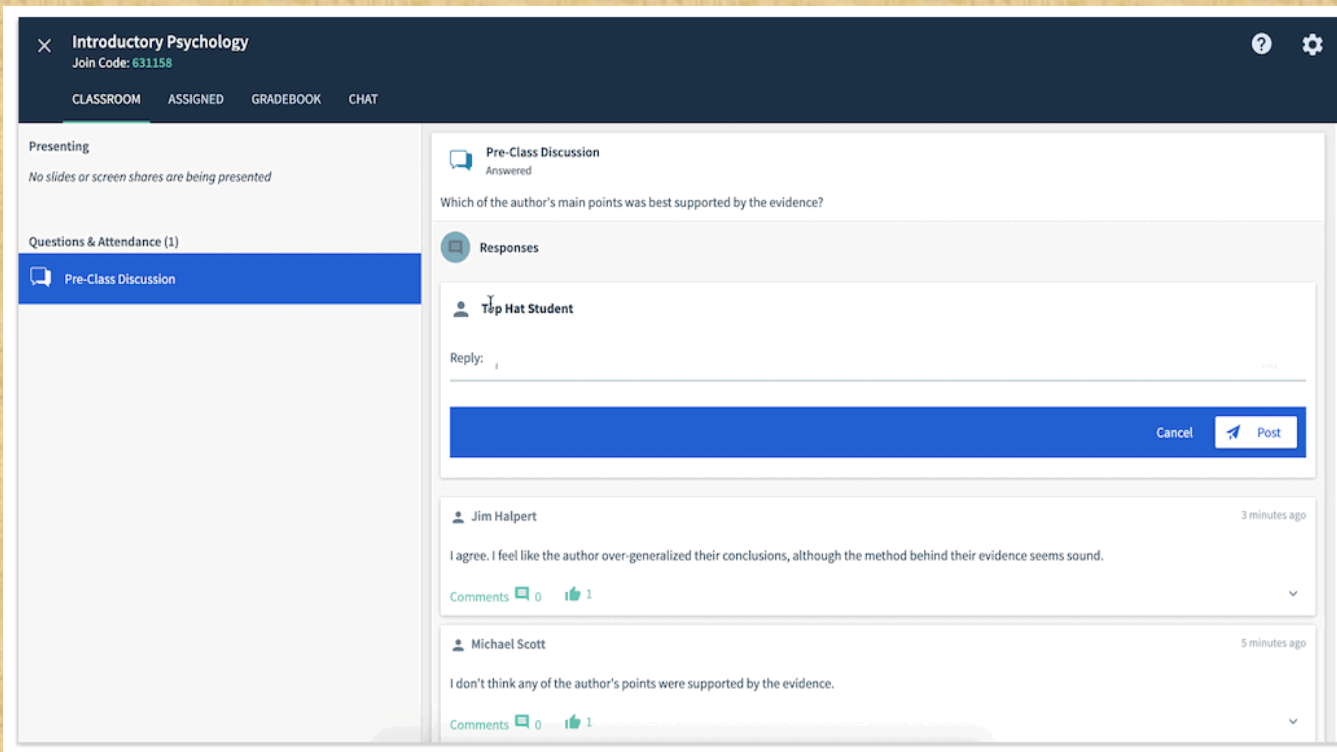 Introductory Psychology
Join Code: 631158
CLASSROOM ASSIGNED GRADEBOOK CHAT
Presenting
No slides or screen shares are being presented
Questions & Attendance (1)
Pre-Class Discussion
Pre-Class Discussion
Answered
Which of the author's main points was best supported by the evidence?
Responses
Top Hat Student
Reply:
Cancel Post
Jim Halpert 3 minutes ago
I agree. I feel like the author over-generalized their conclusions, although the method behind their evidence seems sound.
Comments 0 1
Michael Scott 5 minutes ago
I don't think any of the author's points were supported by the evidence.
Comments 0 1